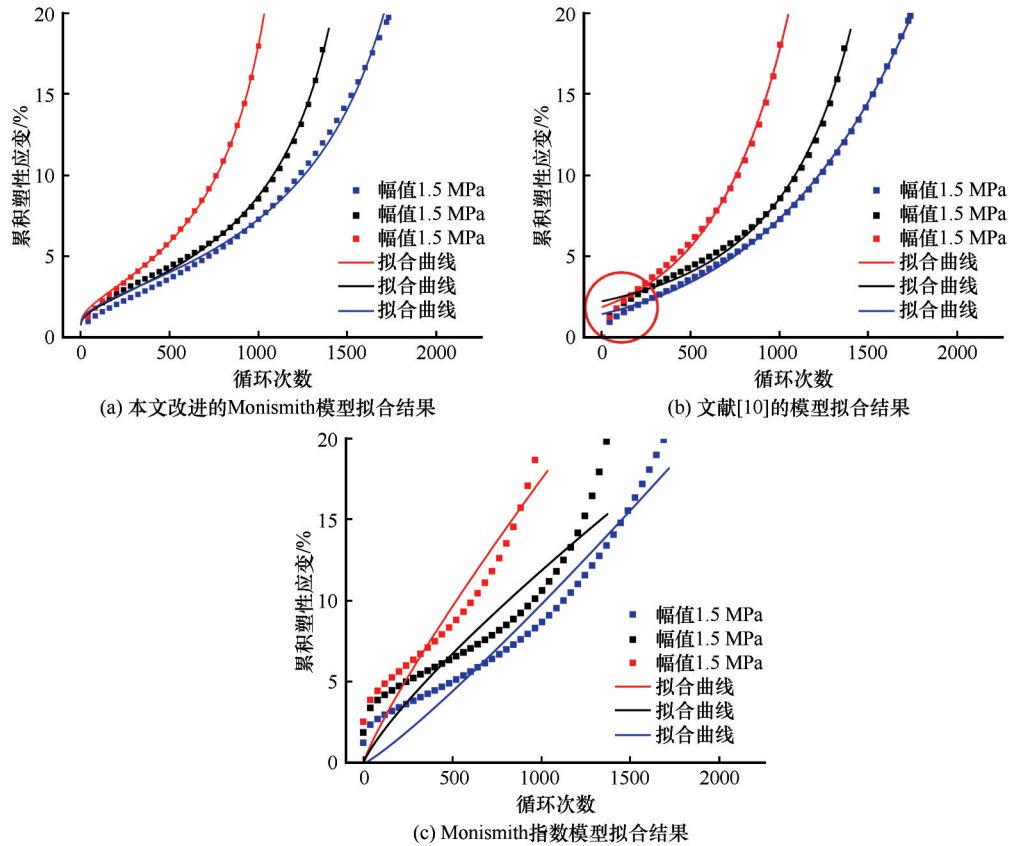 累积塑性应变/%
20
15
10
5
0
幅值1.5 MPa
幅值1.5 MPa
幅值1.5 MPa
拟合曲线
拟合曲线
拟合曲线
0 500 1000 1500 2000
循环次数
(a) 本文改进的Monismith模型拟合结果
累积塑性应变/%
20
15
10
5
0
幅值1.5 MPa
幅值1.5 MPa
幅值1.5 MPa
拟合曲线
拟合曲线
拟合曲线
0 500 1000 1500 2000
循环次数
(b) 文献[10]的模型拟合结果
累积塑性应变/%
20
15
10
5
0
幅值1.5 MPa
幅值1.5 MPa
幅值1.5 MPa
拟合曲线
拟合曲线
拟合曲线
0 500 1000 1500 2000
循环次数
(c) Monismith指数模型拟合结果